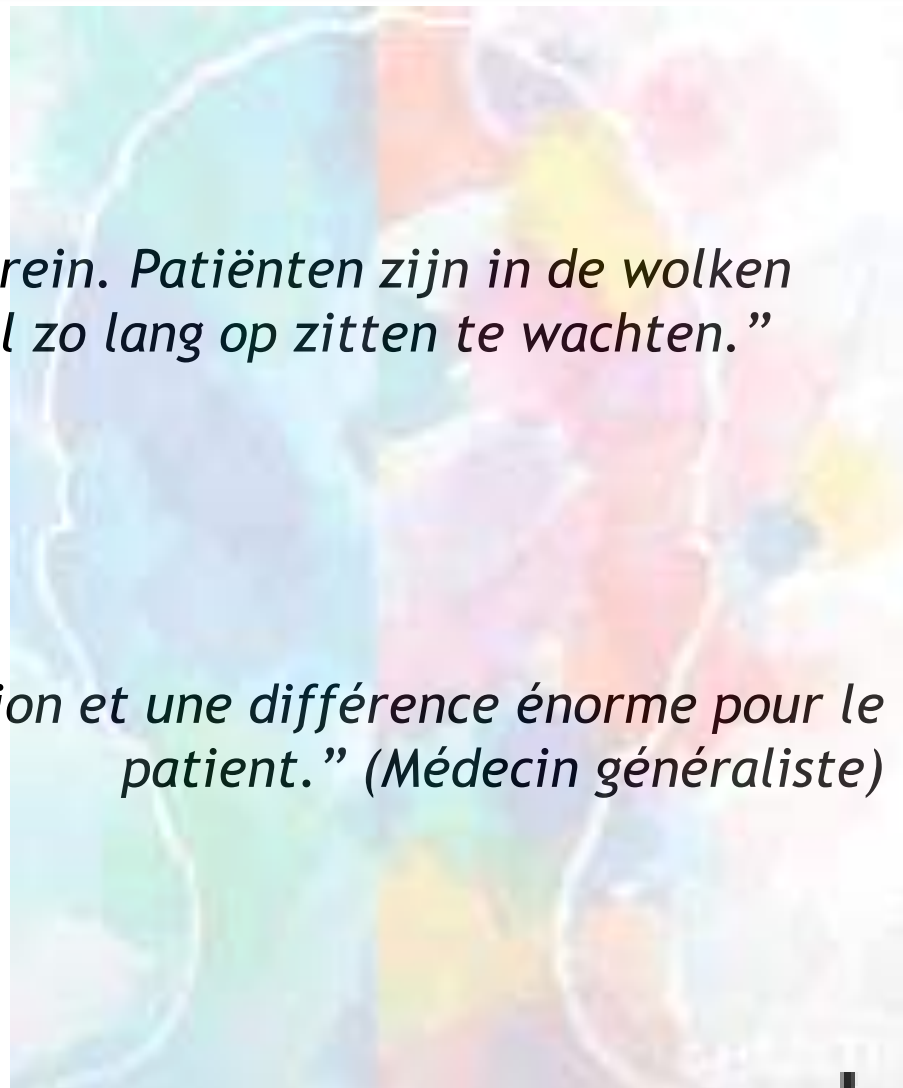 rein. Patiënten zijn in de wolken
l zo lang op zitten te wachten.”
ion et une différence énorme pour le
patient.” (Médecin généraliste)